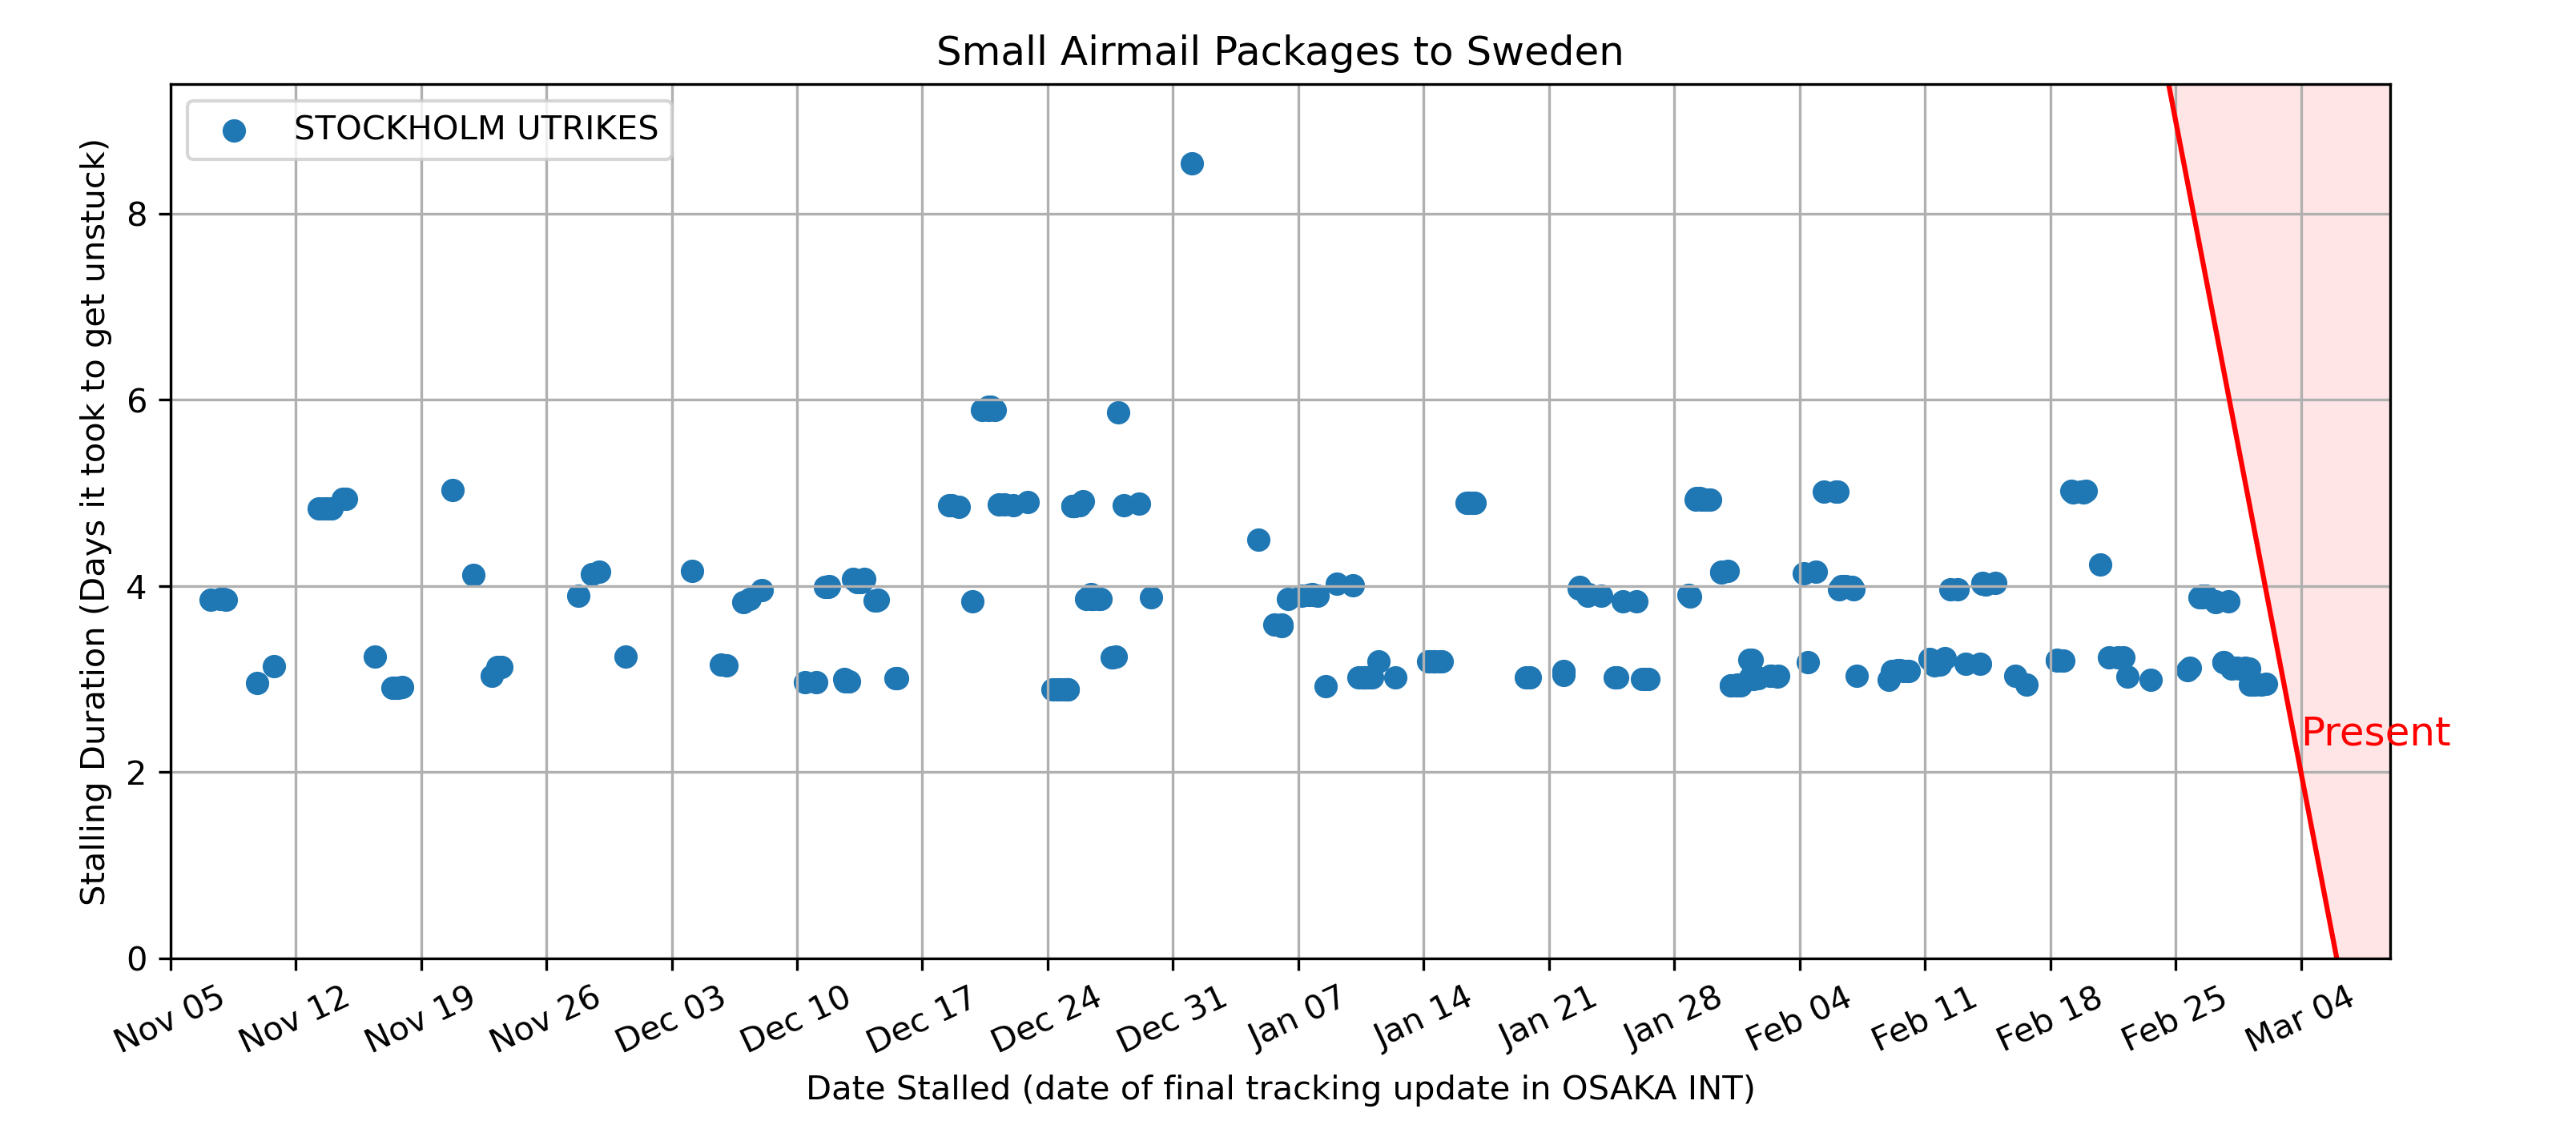 Small Airmail Packages to Sweden
STOCKHOLM UTRIKES
Stalling Duration (Days it took to get unstuck)
8
6
4
2
0
Present
Nov 05
Nov 12
Nov 19
Nov 26
Dec 03
Dec 10
Dec 17
Dec 24
Dec 31
Jan 07
Jan 14
Jan 21
Jan 28
Feb 04
Feb 11
Feb 18
Feb 25
Mar 04
Date Stalled (date of final tracking update in OSAKA INT)